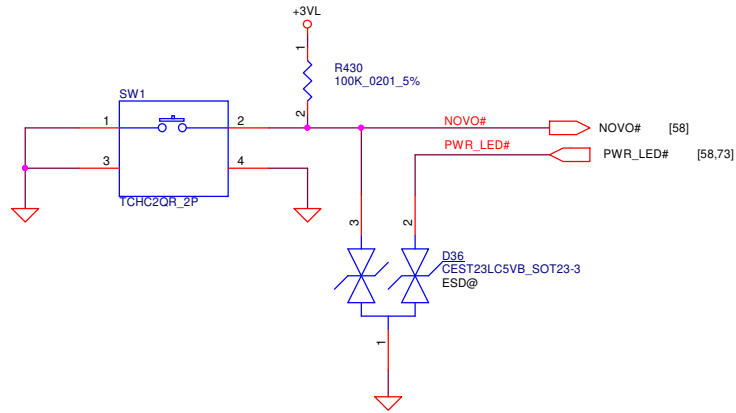 +3VL
1
R430
100K_0201_5%
2
SW1
1
2
3
4
TCHC2QR_2P
NOVO#
NOVO# [58]
PWR_LED#
PWR_LED# [58,73]
3
2
D36
CEST23LC5VB_SOT23-3
ESD@
1